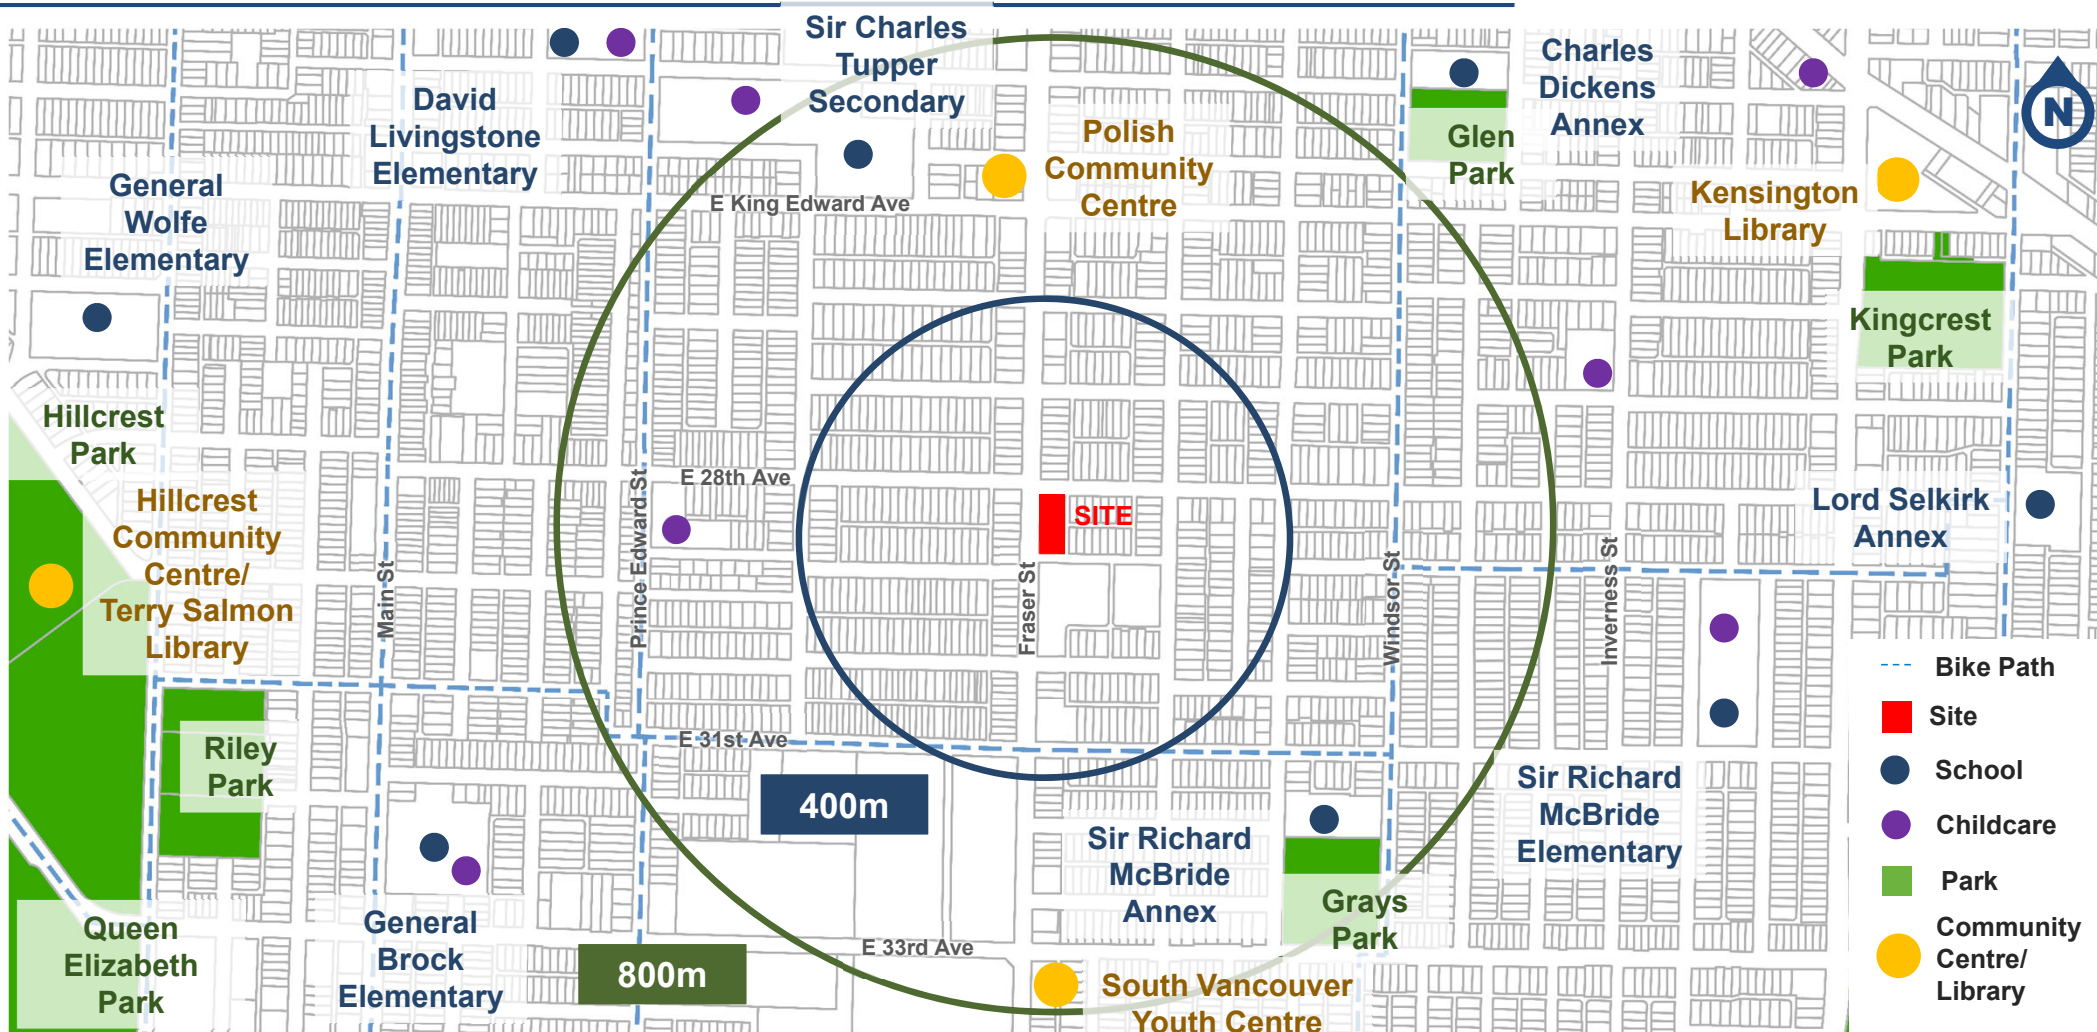 Sir Charles
Tupper
Secondary
Charles
Dickens
Annex
David
Livingstone
Elementary
Polish
Community
Centre
Glen
Park
N
General
Wolfe
Elementary
E King Edward Ave
Kensington
Library
Kingcrest
Park
Hillcrest
Park
E 28th Ave
Hillcrest
Community
Centre/
Terry Salmon
Library
SITE
Lord Selkirk
Annex
Main St
Prince Edward St
Fraser St
Windsor St
Inverness St
Bike Path
Site
School
Childcare
Park
Community
Centre/
Library
E 31st Ave
Riley
Park
400m
Sir Richard
McBride
Annex
Sir Richard
McBride
Elementary
Grays
Park
Queen
Elizabeth
Park
General
Brock
Elementary
E 33rd Ave
800m
South Vancouver
Youth Centre